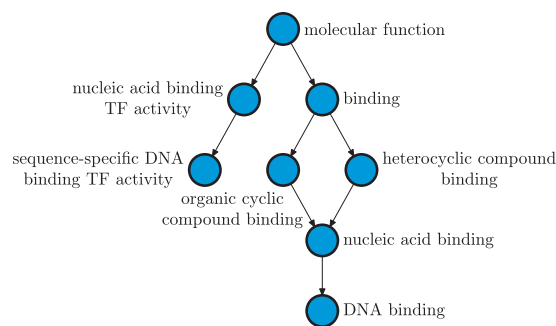 molecular function
nucleic acid binding
TF activity
binding
sequence-specific DNA
binding TF activity
organic cyclic
compound binding
heterocyclic compound
binding
nucleic acid binding
DNA binding